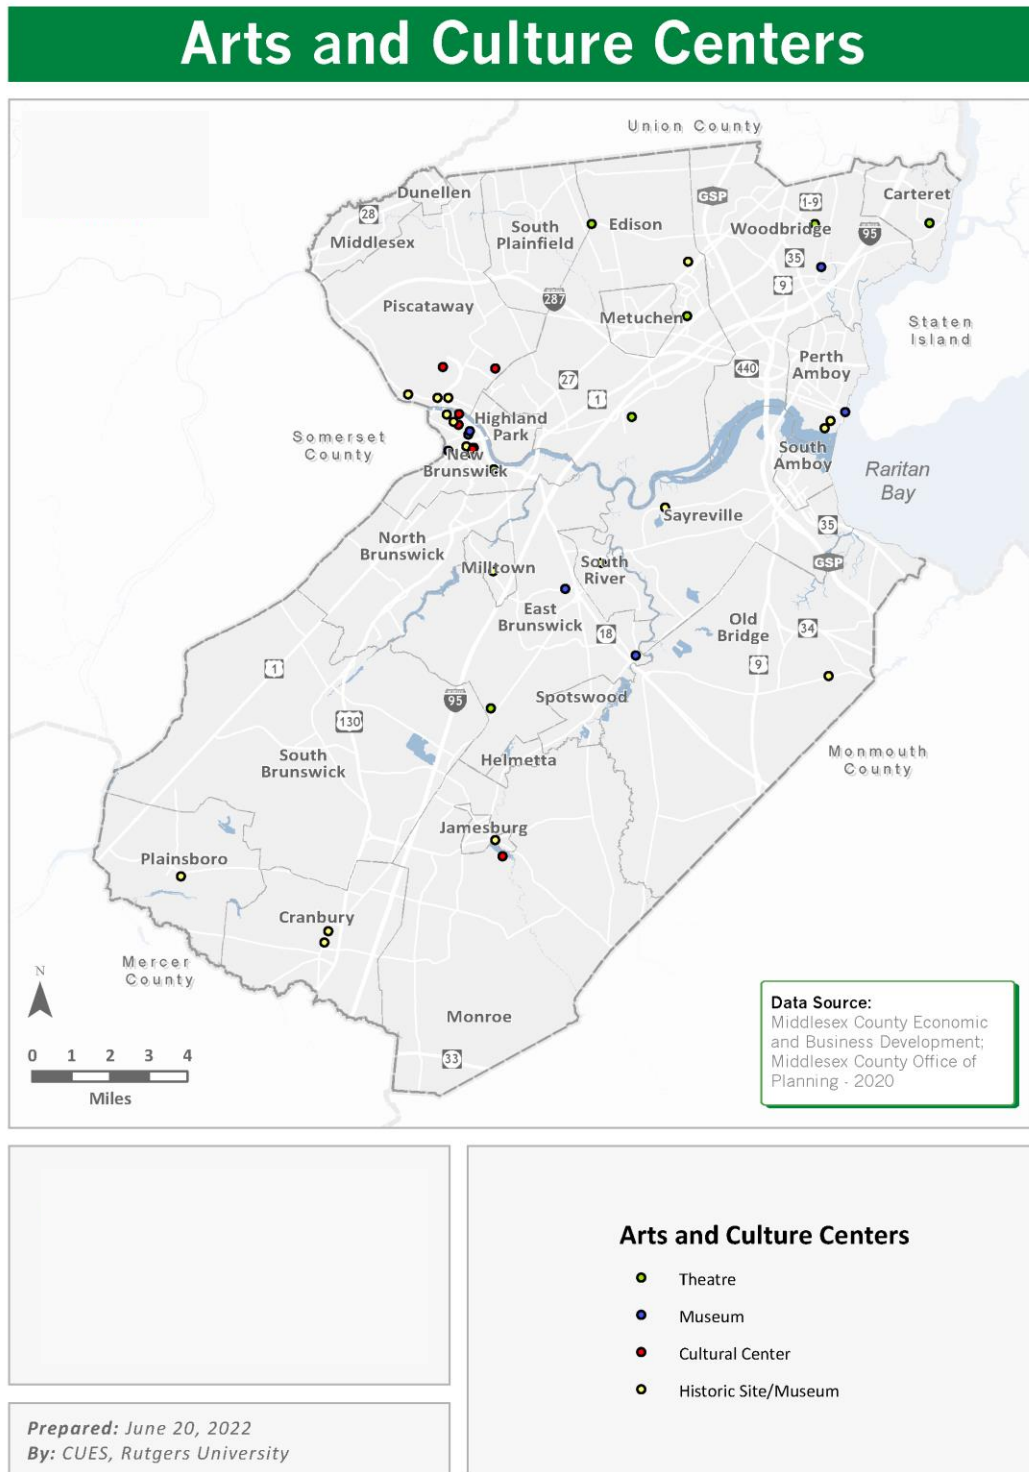 Arts and Culture Centers
Union County
Dunellen
28
Middlesex
South
Plainfield
Edison
GSP
1-9
Woodbridge
Carteret
95
35
9
287
Piscataway
Metuchen
Staten
Island
Perth
Amboy
440
27
1
Highland
Park
Somerset
County
New
Brunswick
South
Amboy
Raritan
Bay
Sayreville
35
North
Brunswick
Milltown
South
River
GSP
East
Brunswick
18
Old
Bridge
34
9
1
95
Spotswood
130
South
Brunswick
Helmetta
Monmouth
County
Jamesburg
Plainsboro
Cranbury
Mercer
County
N
Monroe
33
0 1 2 3 4
Miles
Data Source:
Middlesex County Economic
and Business Development;
Middlesex County Office of
Planning - 2020
Arts and Culture Centers
Theatre
Museum
Cultural Center
Historic Site/Museum
Prepared: June 20, 2022
By: CUES, Rutgers University